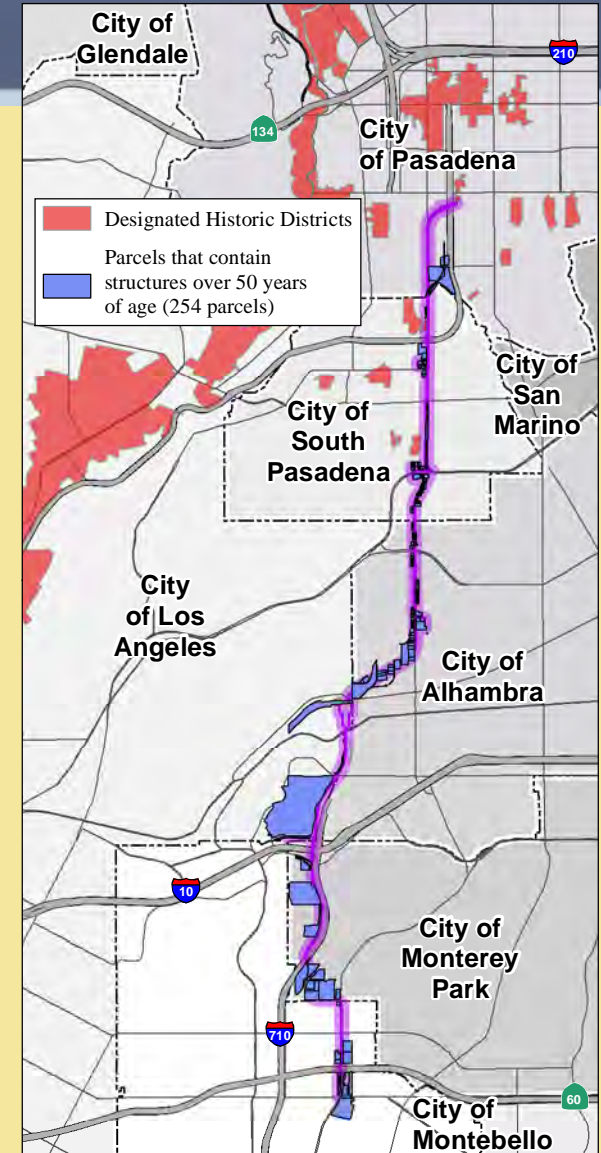 City of
Glendale
210
134
City
of Pasadena
Designated Historic Districts
Parcels that contain
structures over 50 years
of age (254 parcels)
City of
San
Marino
City of
South
Pasadena
City
of Los
Angeles
City of
Alhambra
10
City of
Monterey
Park
710
60
City of
Montebello